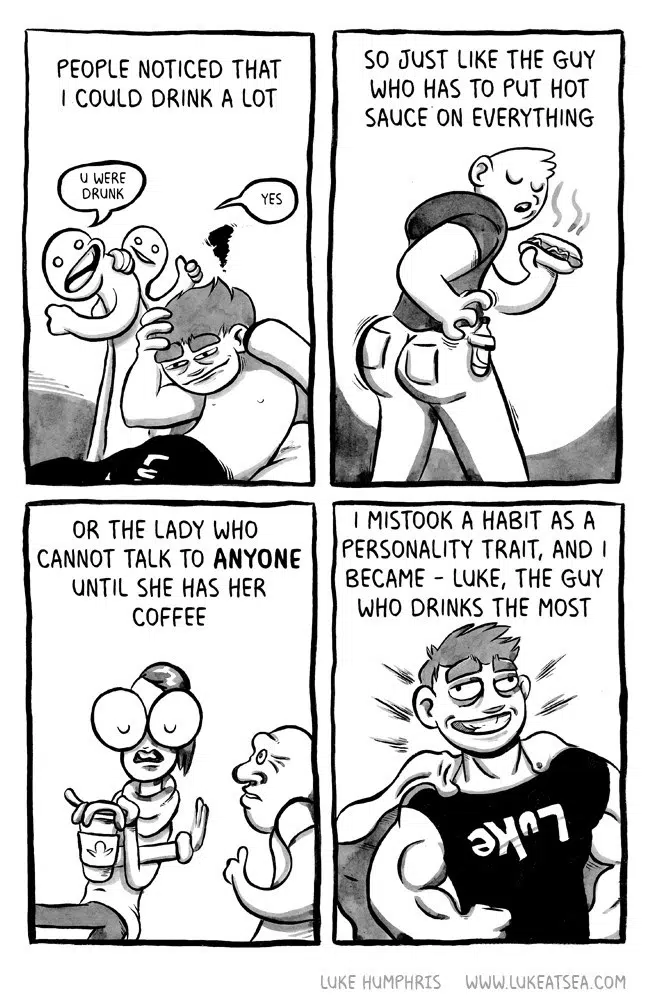 PEOPLE NOTICED THAT
I COULD DRINK A LOT
U WERE
DRUNK
YES
SO JUST LIKE THE GUY
WHO HAS TO PUT HOT
SAUCE ON EVERYTHING
OR THE LADY WHO
CANNOT TALK TO ANYONE
UNTIL SHE HAS HER
COFFEE
I MISTOOK A HABIT AS A
PERSONALITY TRAIT, AND I
BECAME - LUKE, THE GUY
WHO DRINKS THE MOST
Luke
LUKE HUMPHRIS WWW.LUKEATSEA.COM